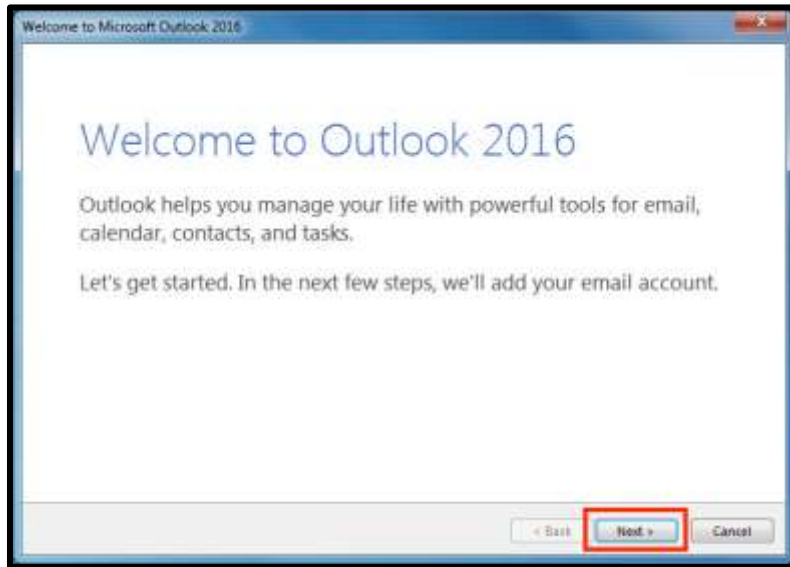 Welcome to Microsoft Outlook 2016
Welcome to Outlook 2016
Outlook helps you manage your life with powerful tools for email,
calendar, contacts, and tasks.
Let's get started. In the next few steps, we'll add your email account.
< Back Next > Cancel